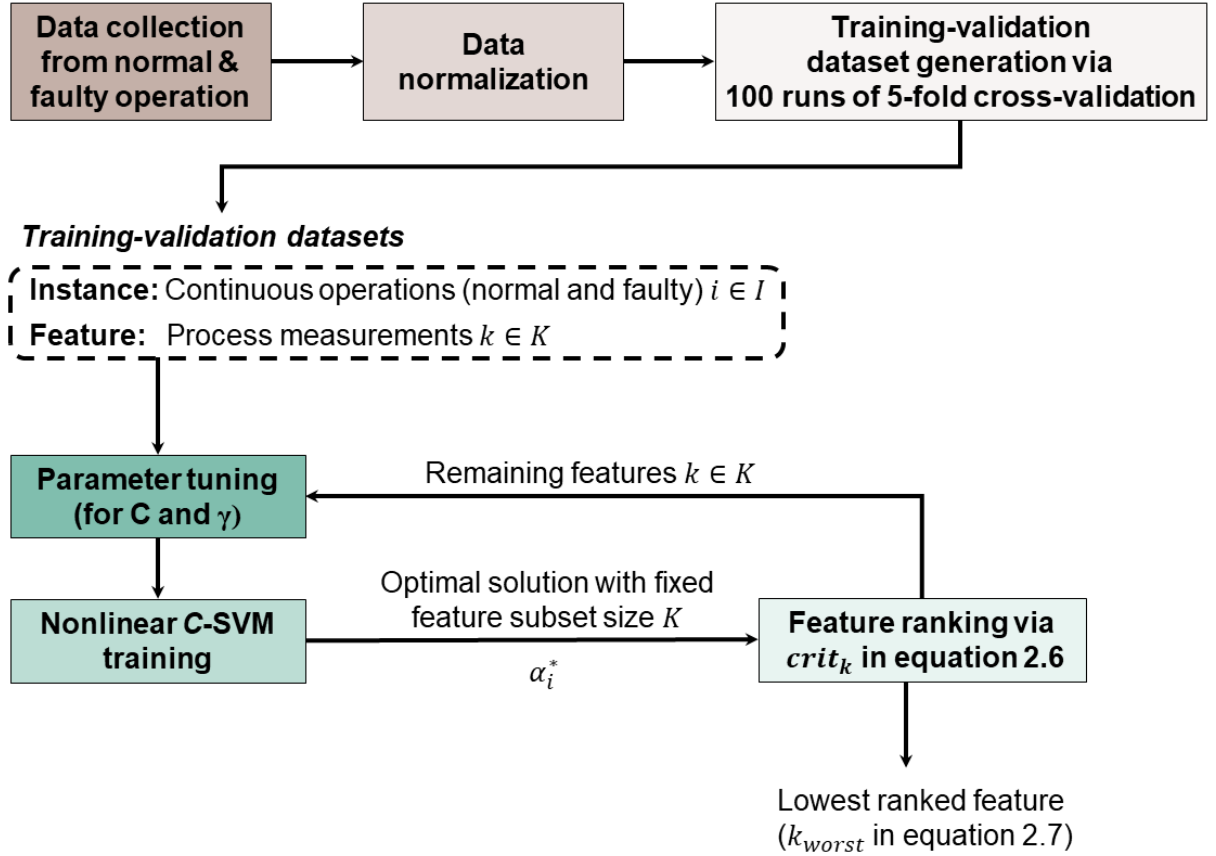 Data collection
from normal &
faulty operation
Data
normalization
Training-validation
dataset generation via
100 runs of 5-fold cross-validation
Training-validation datasets
Instance: Continuous operations (normal and faulty) i ∈ I
Feature: Process measurements k ∈ K
Parameter tuning
(for C and γ)
Remaining features k ∈ K
Nonlinear C-SVM
training
Optimal solution with fixed
feature subset size K
α_i^*
Feature ranking via
crit_k in equation 2.6
Lowest ranked feature
(k_worst in equation 2.7)